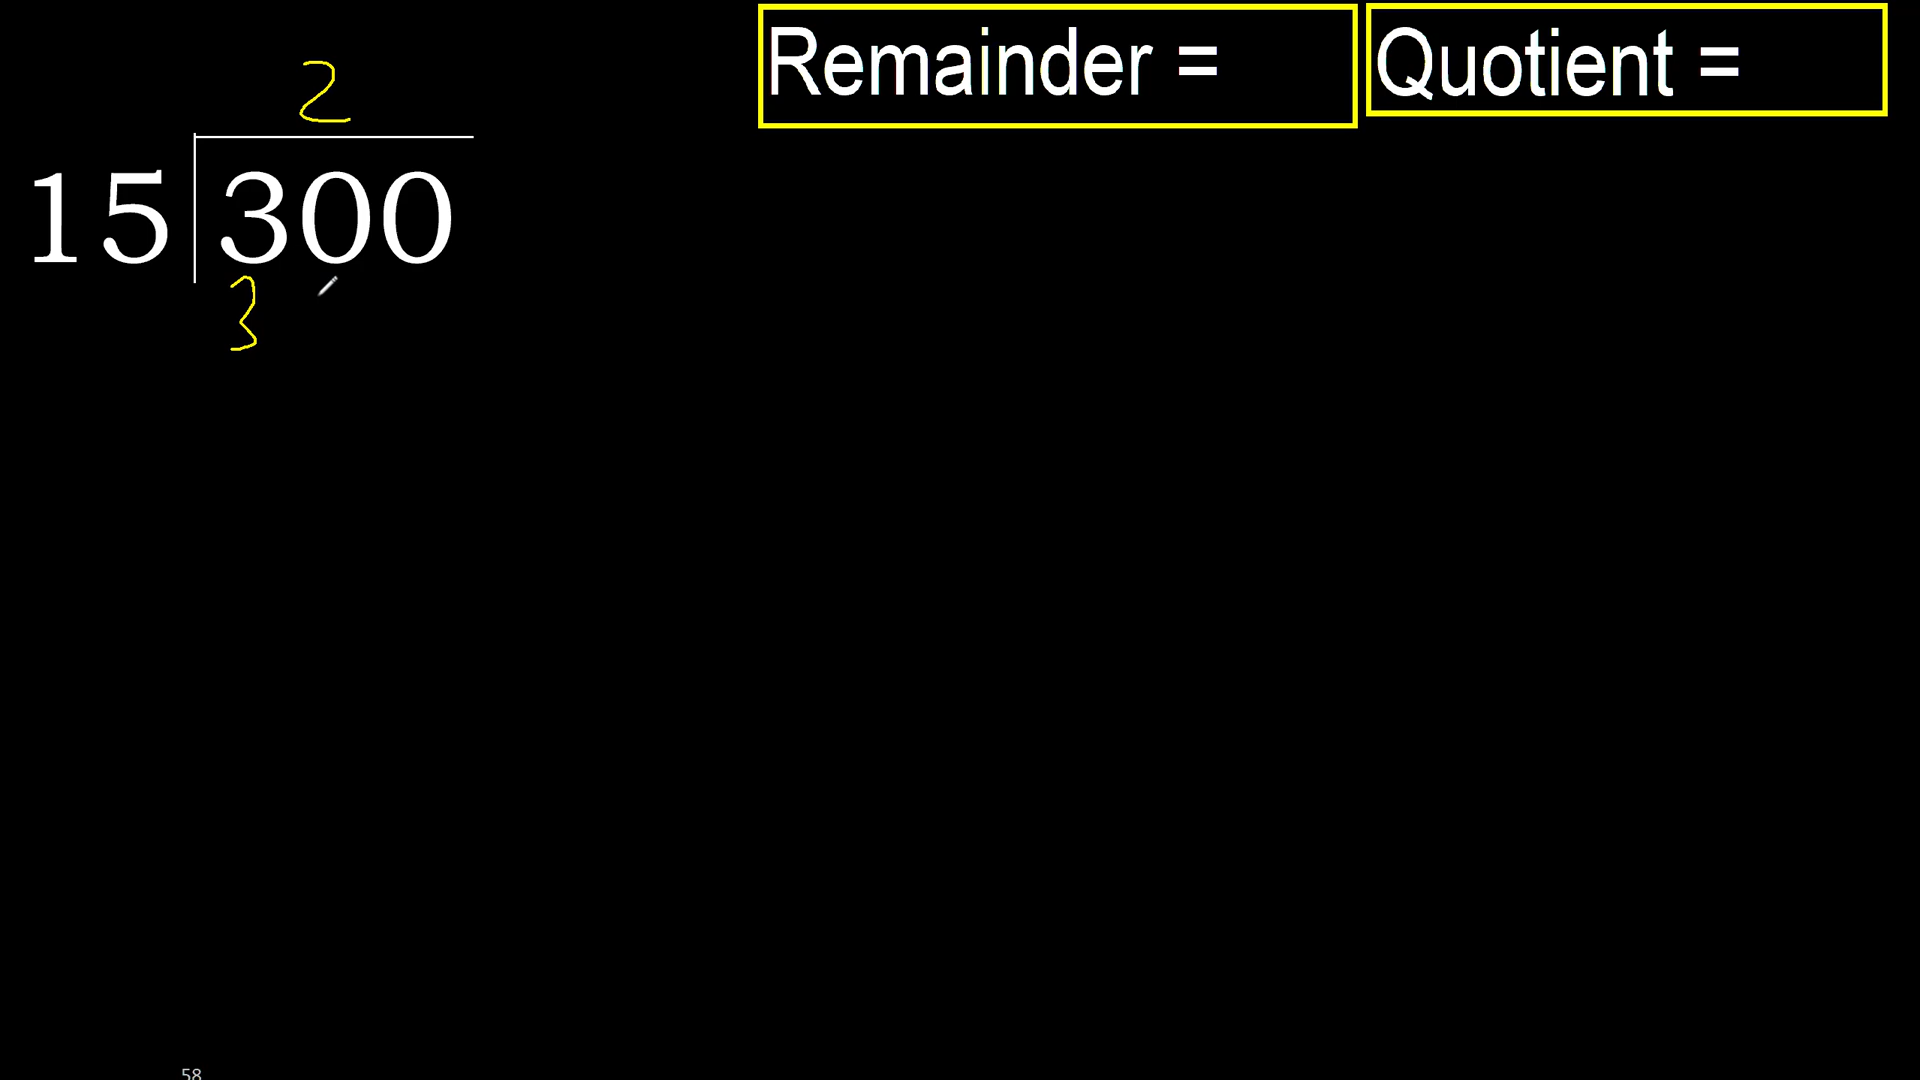 Remainder = Quotient =
2
15 300
3
58